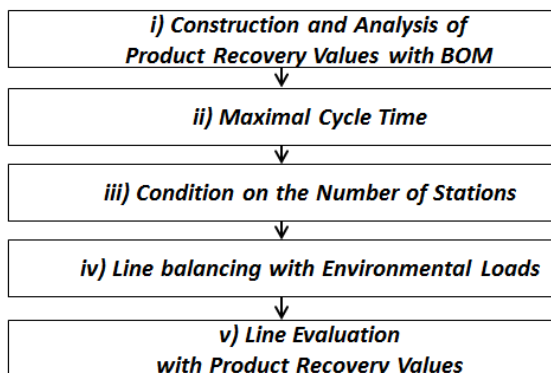 i) Construction and Analysis of
Product Recovery Values with BOM
ii) Maximal Cycle Time
iii) Condition on the Number of Stations
iv) Line balancing with Environmental Loads
v) Line Evaluation
with Product Recovery Values